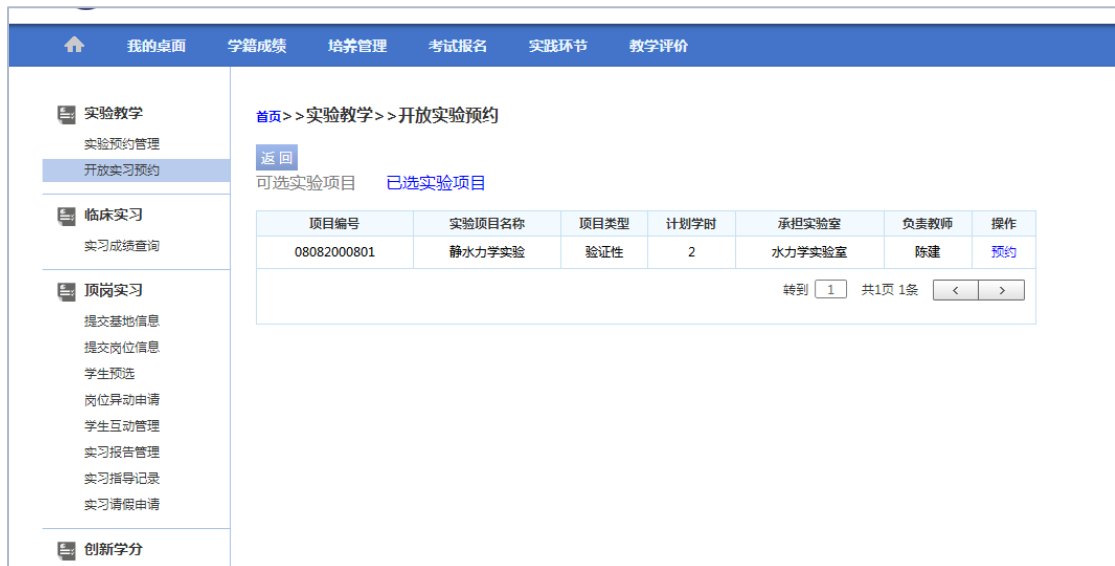 我的桌面 学籍成绩 培养管理 考试报名 实践环节 教学评价
实验教学
实验预约管理
开放实习预约
临床实习
实习成绩查询
顶岗实习
提交基地信息
提交岗位信息
学生预选
岗位异动申请
学生互动管理
实习报告管理
实习指导记录
实习请假申请
创新学分
首页>>实验教学>>开放实验预约
返回
可选实验项目 已选实验项目
项目编号 实验项目名称 项目类型 计划学时 承担实验室 负责教师 操作
08082000801 静水力学实验 验证性 2 水力学实验室 陈建 预约
转到 1 共1页 1条 < >